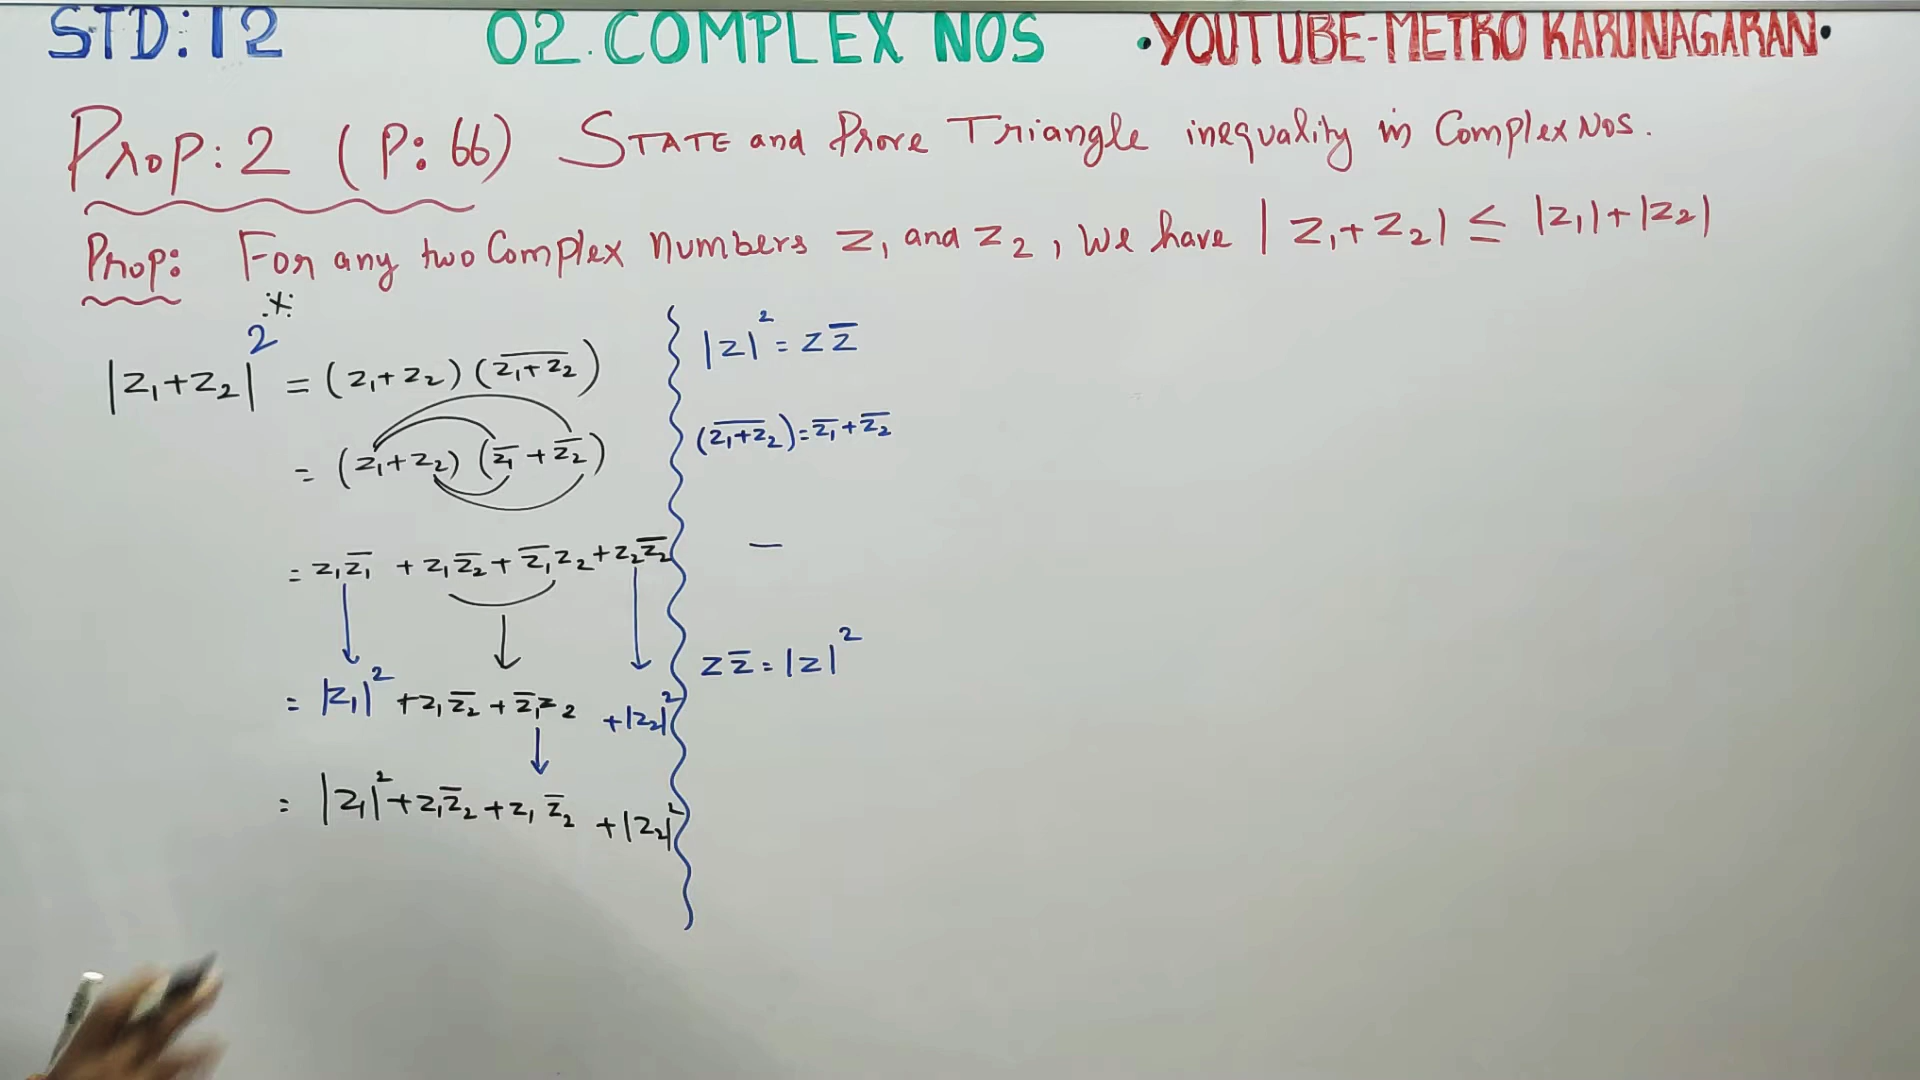 STD:12 02.COMPLEX NOS •YOUTUBE-METRO KARUNAGARAN•
Prop:2 (P:66) STATE and Prove Triangle inequality in Complex Nos.
Prop: For any two Complex numbers z₁ and z₂, we have |z₁+z₂| ≤ |z₁|+|z₂|
|z₁+z₂|² = (z₁+z₂)(z̅₁̅+̅z̅₂̅)
= (z₁+z₂)(z̅₁+z̅₂)
= z₁z̅₁ + z₁z̅₂ + z̅₁z₂ + z₂z̅₂
= |z₁|² + z₁z̅₂ + z̅₁z₂ + |z₂|²
= |z₁|² + z₁z̅₂ + z₁z̅₂ + |z₂|²
|z|² = zz̅
(z̅₁̅+̅z̅₂̅) = z̅₁+z̅₂
—
zz̅ = |z|²